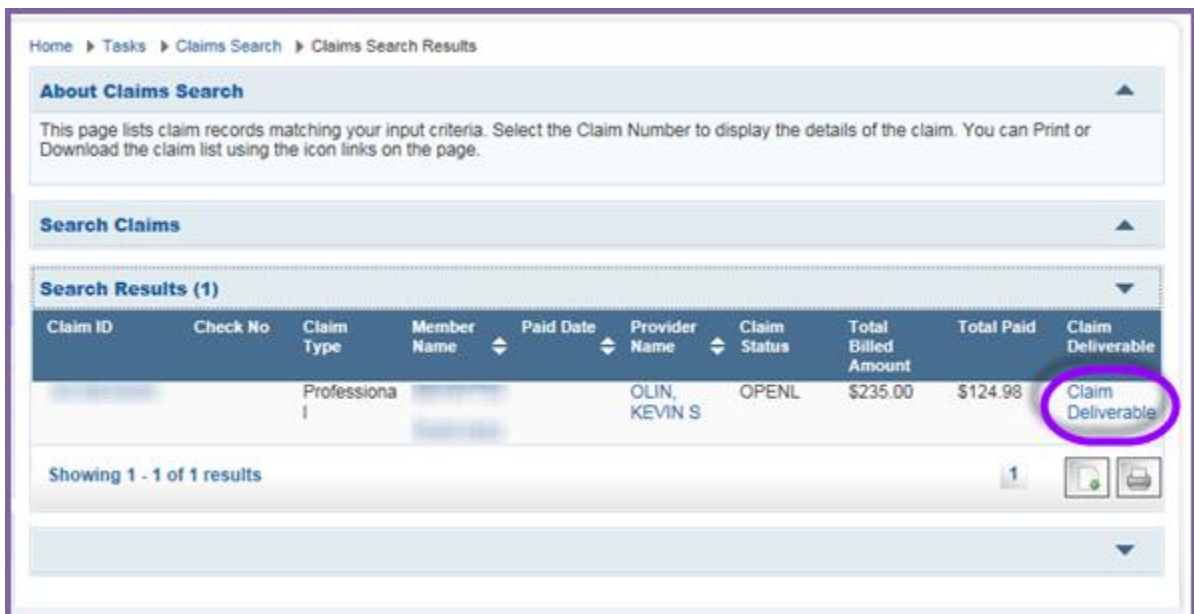 Home Tasks Claims Search Claims Search Results
About Claims Search
This page lists claim records matching your input criteria. Select the Claim Number to display the details of the claim. You can Print or
Download the claim list using the icon links on the page.
Search Claims
Search Results (1)
Claim ID Check No Claim Type Member Name Paid Date Provider Name Claim Status Total Billed Amount Total Paid Claim Deliverable
Professiona OLIN, OPENL $235.00 $124.98 Claim
l KEVIN S Deliverable
Showing 1 - 1 of 1 results 1